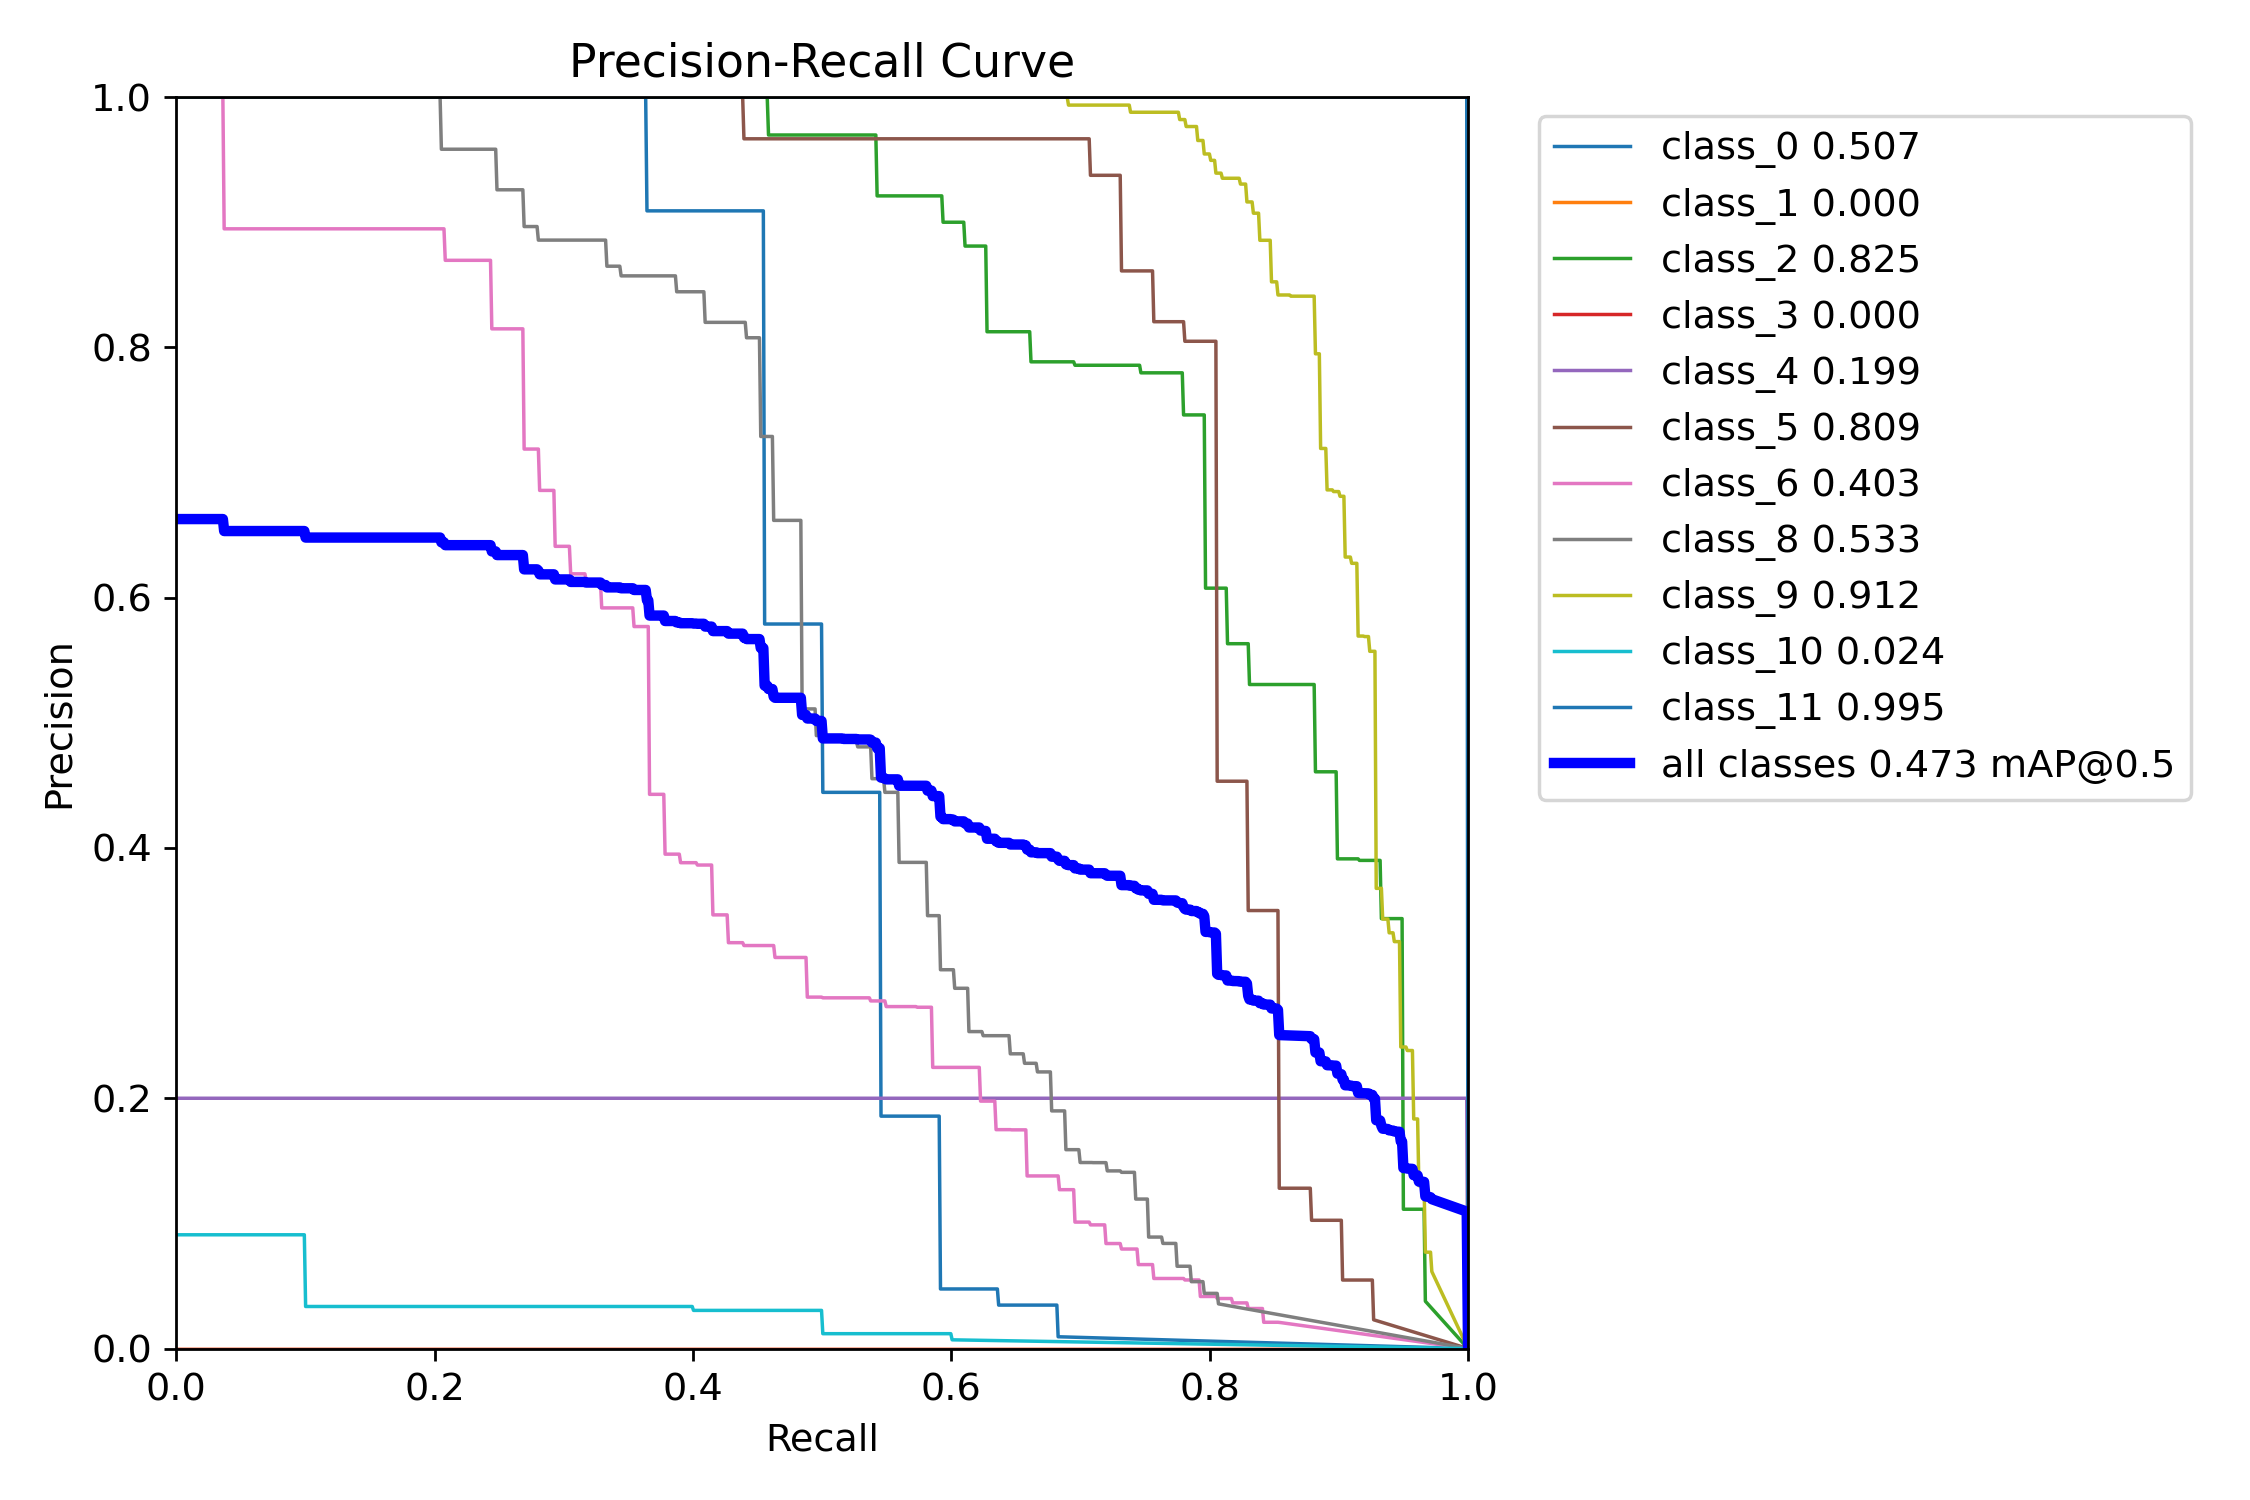 Precision-Recall Curve
1.0
0.8
0.6
0.4
0.2
0.0
Precision
0.0 0.2 0.4 0.6 0.8 1.0
Recall
class_0 0.507
class_1 0.000
class_2 0.825
class_3 0.000
class_4 0.199
class_5 0.809
class_6 0.403
class_8 0.533
class_9 0.912
class_10 0.024
class_11 0.995
all classes 0.473 mAP@0.5